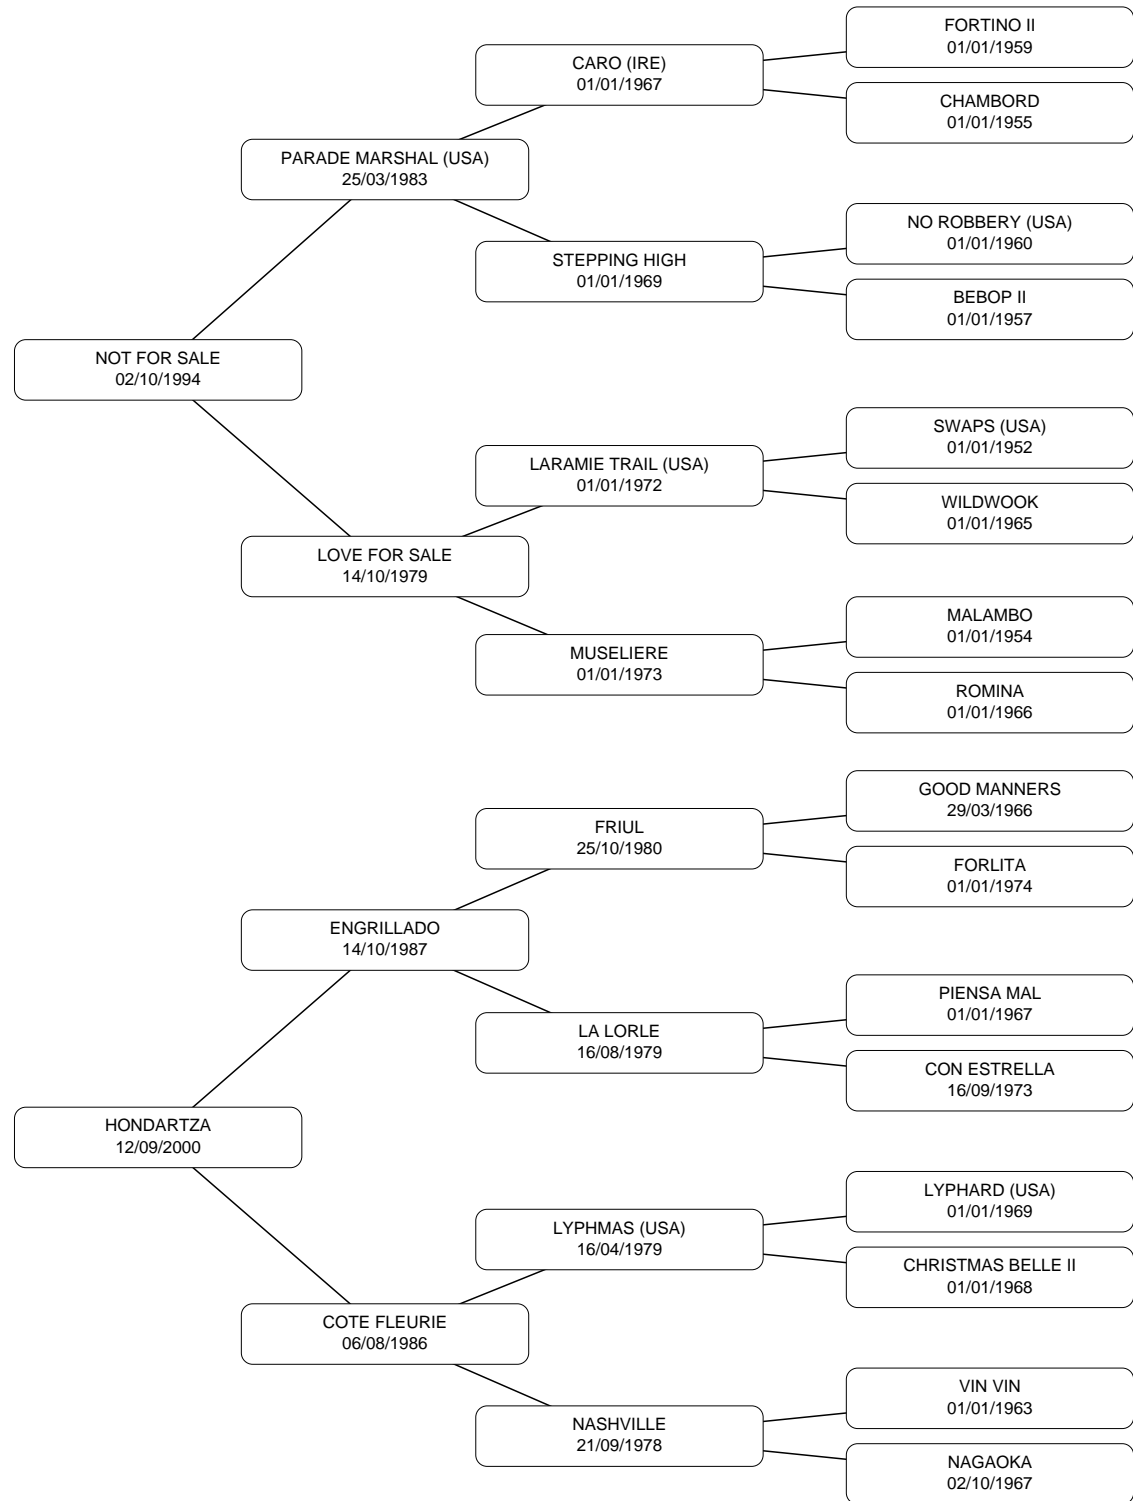 FORTINO II
01/01/1959
CARO (IRE)
01/01/1967
CHAMBORD
01/01/1955
PARADE MARSHAL (USA)
25/03/1983
NO ROBBERY (USA)
01/01/1960
STEPPING HIGH
01/01/1969
BEBOP II
01/01/1957
NOT FOR SALE
02/10/1994
SWAPS (USA)
01/01/1952
LARAMIE TRAIL (USA)
01/01/1972
WILDWOOK
01/01/1965
LOVE FOR SALE
14/10/1979
MALAMBO
01/01/1954
MUSELIERE
01/01/1973
ROMINA
01/01/1966
GOOD MANNERS
29/03/1966
FRIUL
25/10/1980
FORLITA
01/01/1974
ENGRILLADO
14/10/1987
PIENSA MAL
01/01/1967
LA LORLE
16/08/1979
CON ESTRELLA
16/09/1973
HONDARTZA
12/09/2000
LYPHARD (USA)
01/01/1969
LYPHMAS (USA)
16/04/1979
CHRISTMAS BELLE II
01/01/1968
COTE FLEURIE
06/08/1986
VIN VIN
01/01/1963
NASHVILLE
21/09/1978
NAGAOKA
02/10/1967